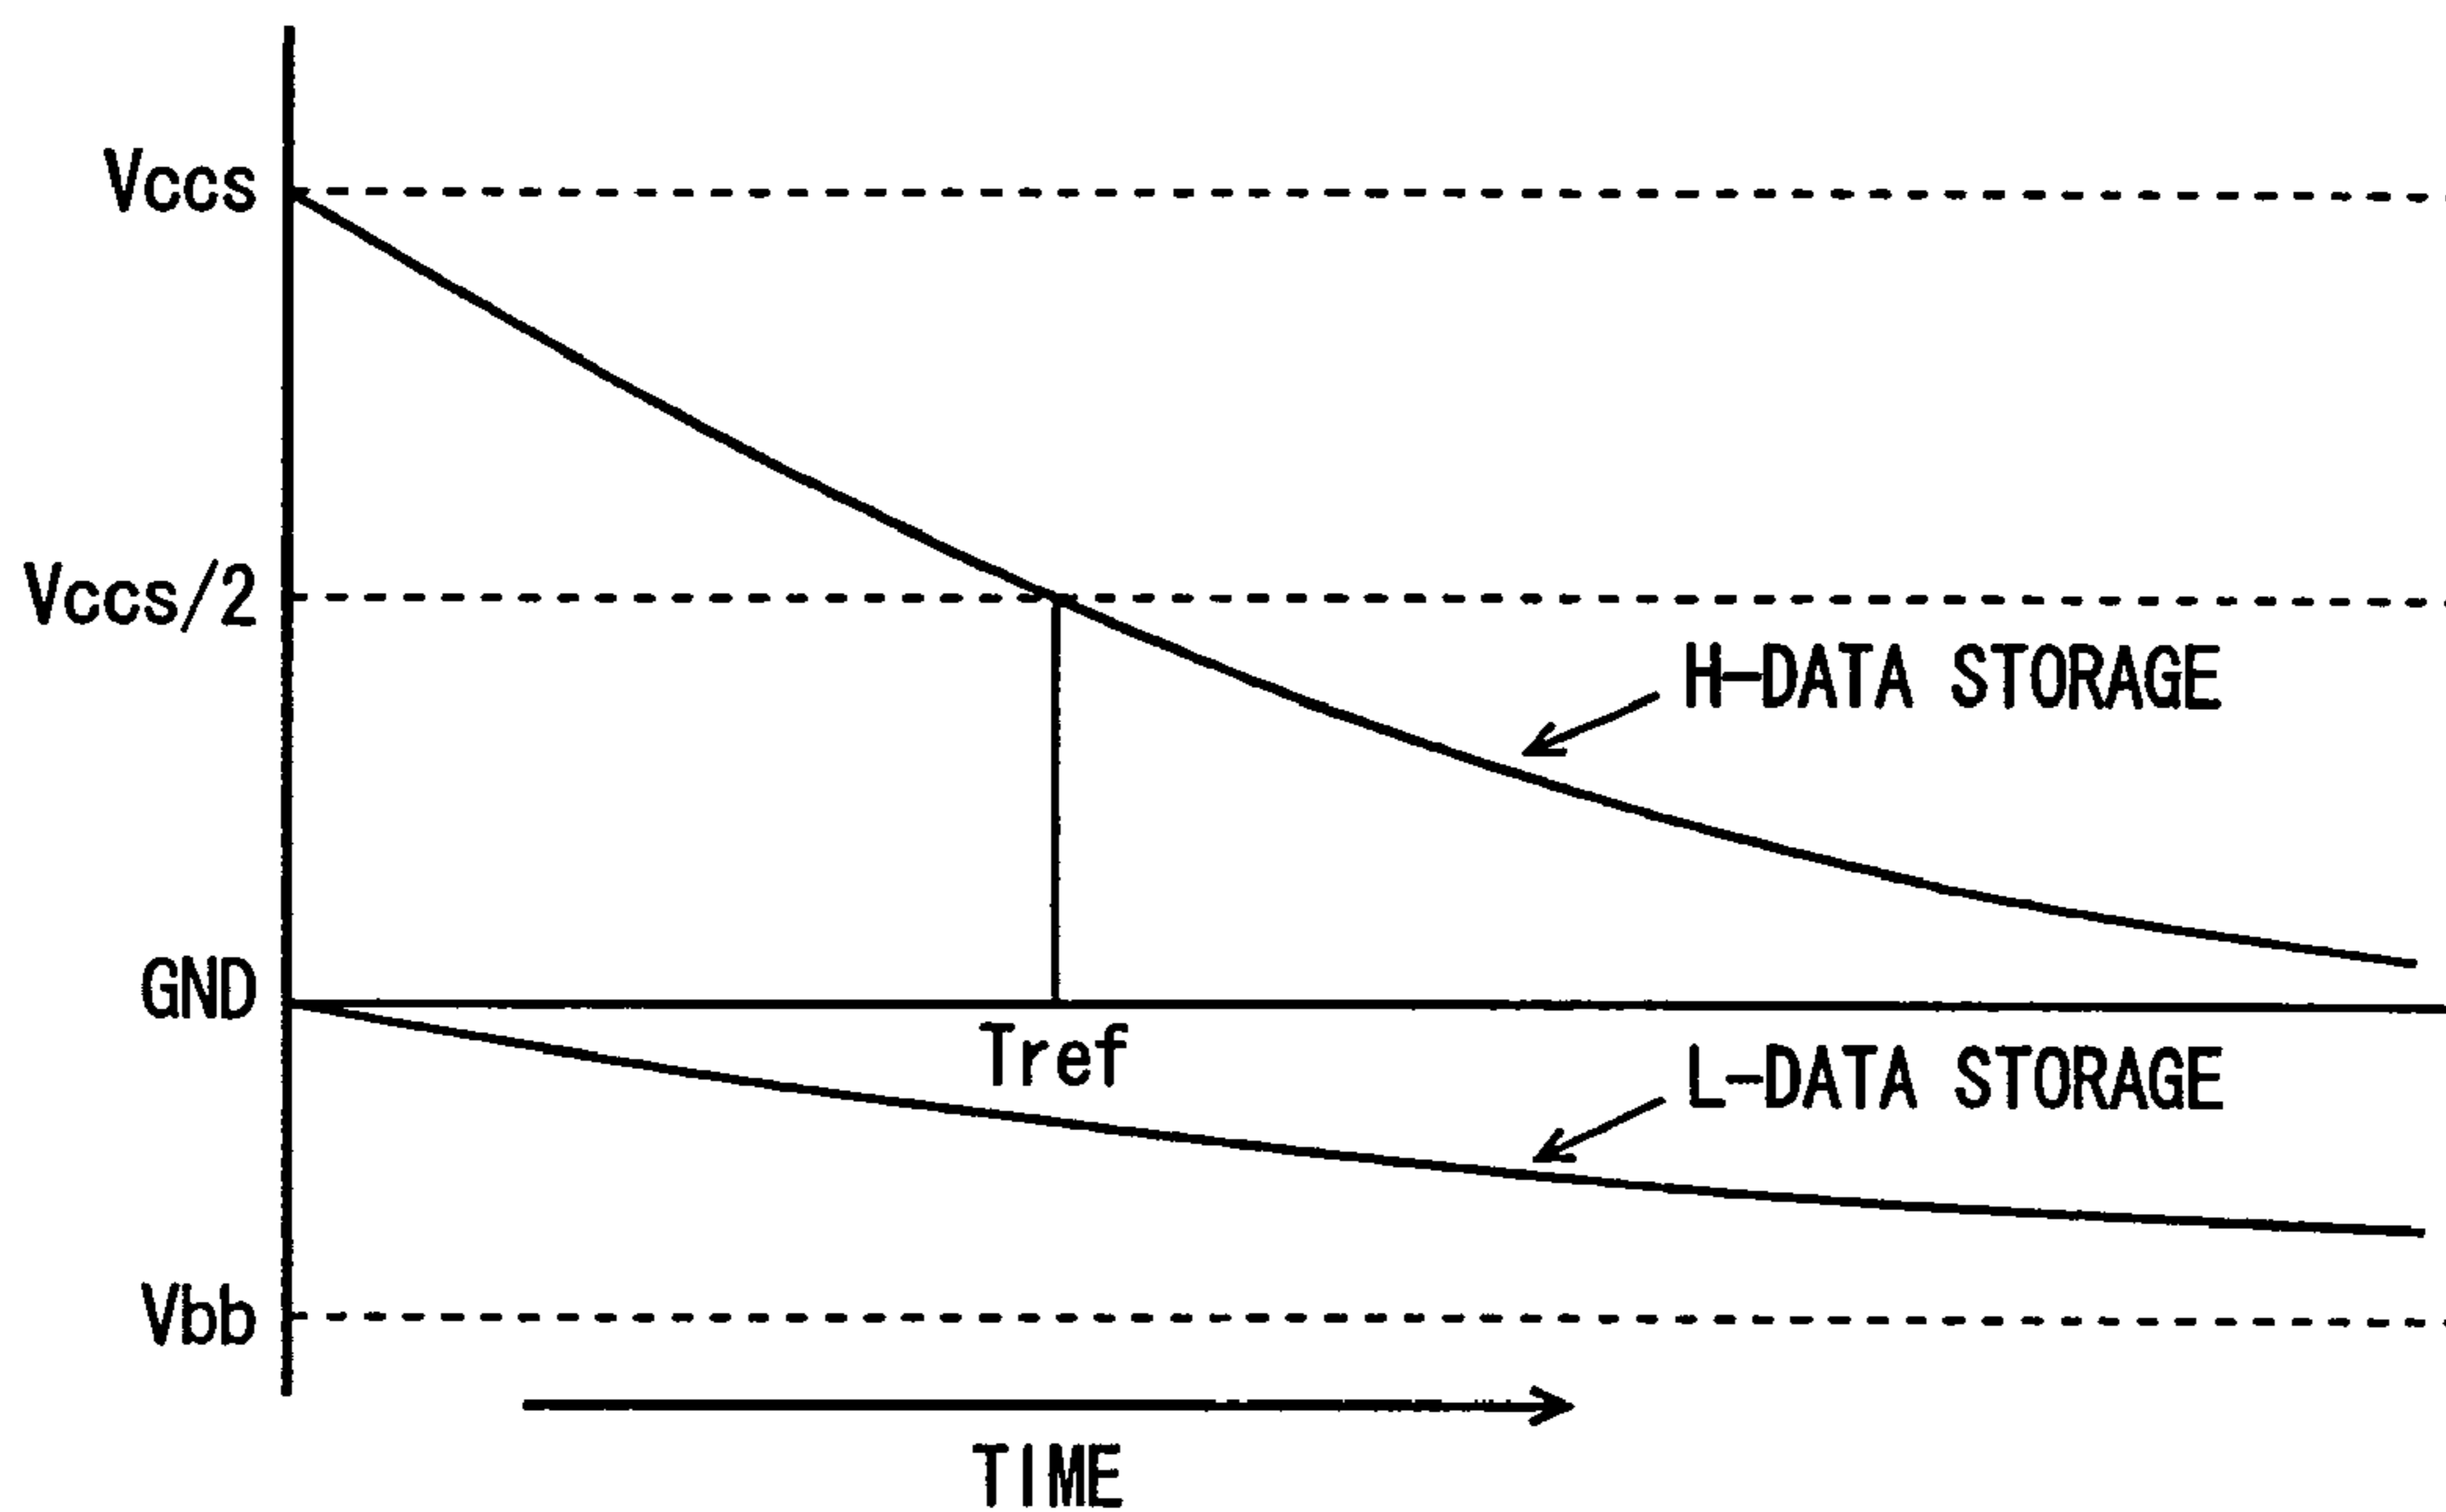 Vccs
Vccs/2
H-DATA STORAGE
GND
Tref
L-DATA STORAGE
Vbb
TIME